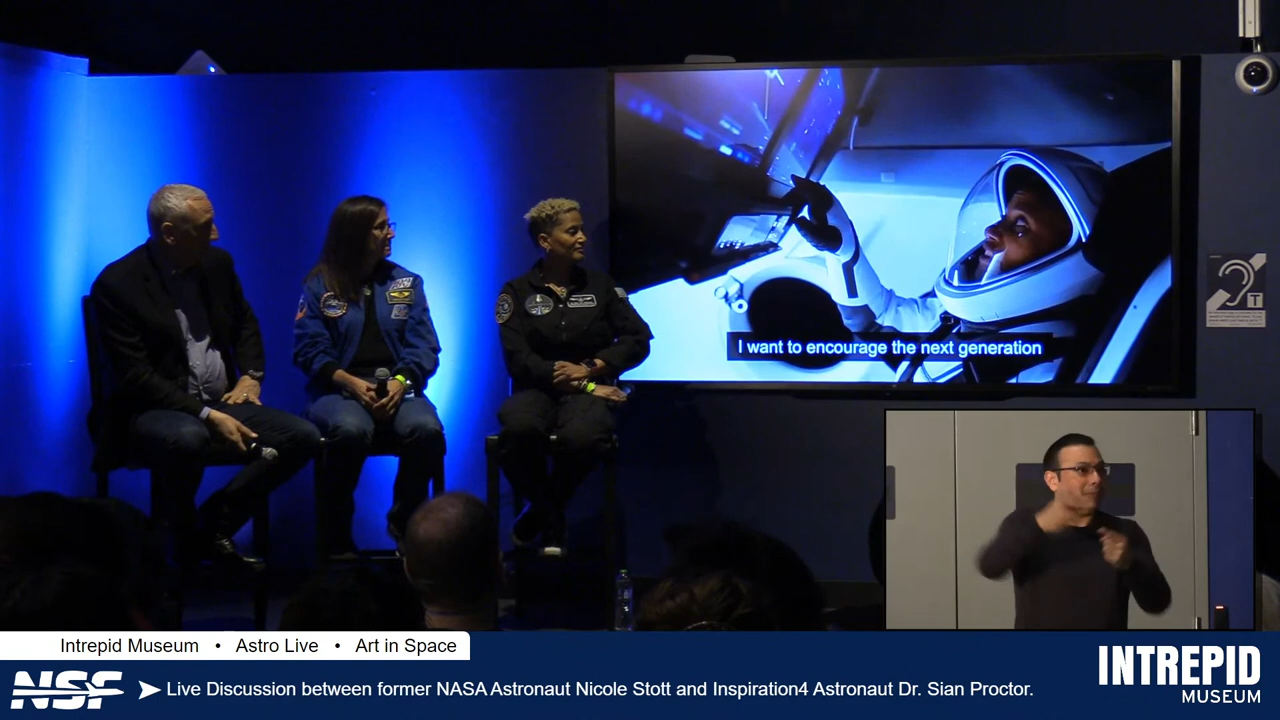 I want to encourage the next generation
T
Intrepid Museum • Astro Live • Art in Space
NSF
Live Discussion between former NASA Astronaut Nicole Stott and Inspiration4 Astronaut Dr. Sian Proctor.
INTREPID
MUSEUM